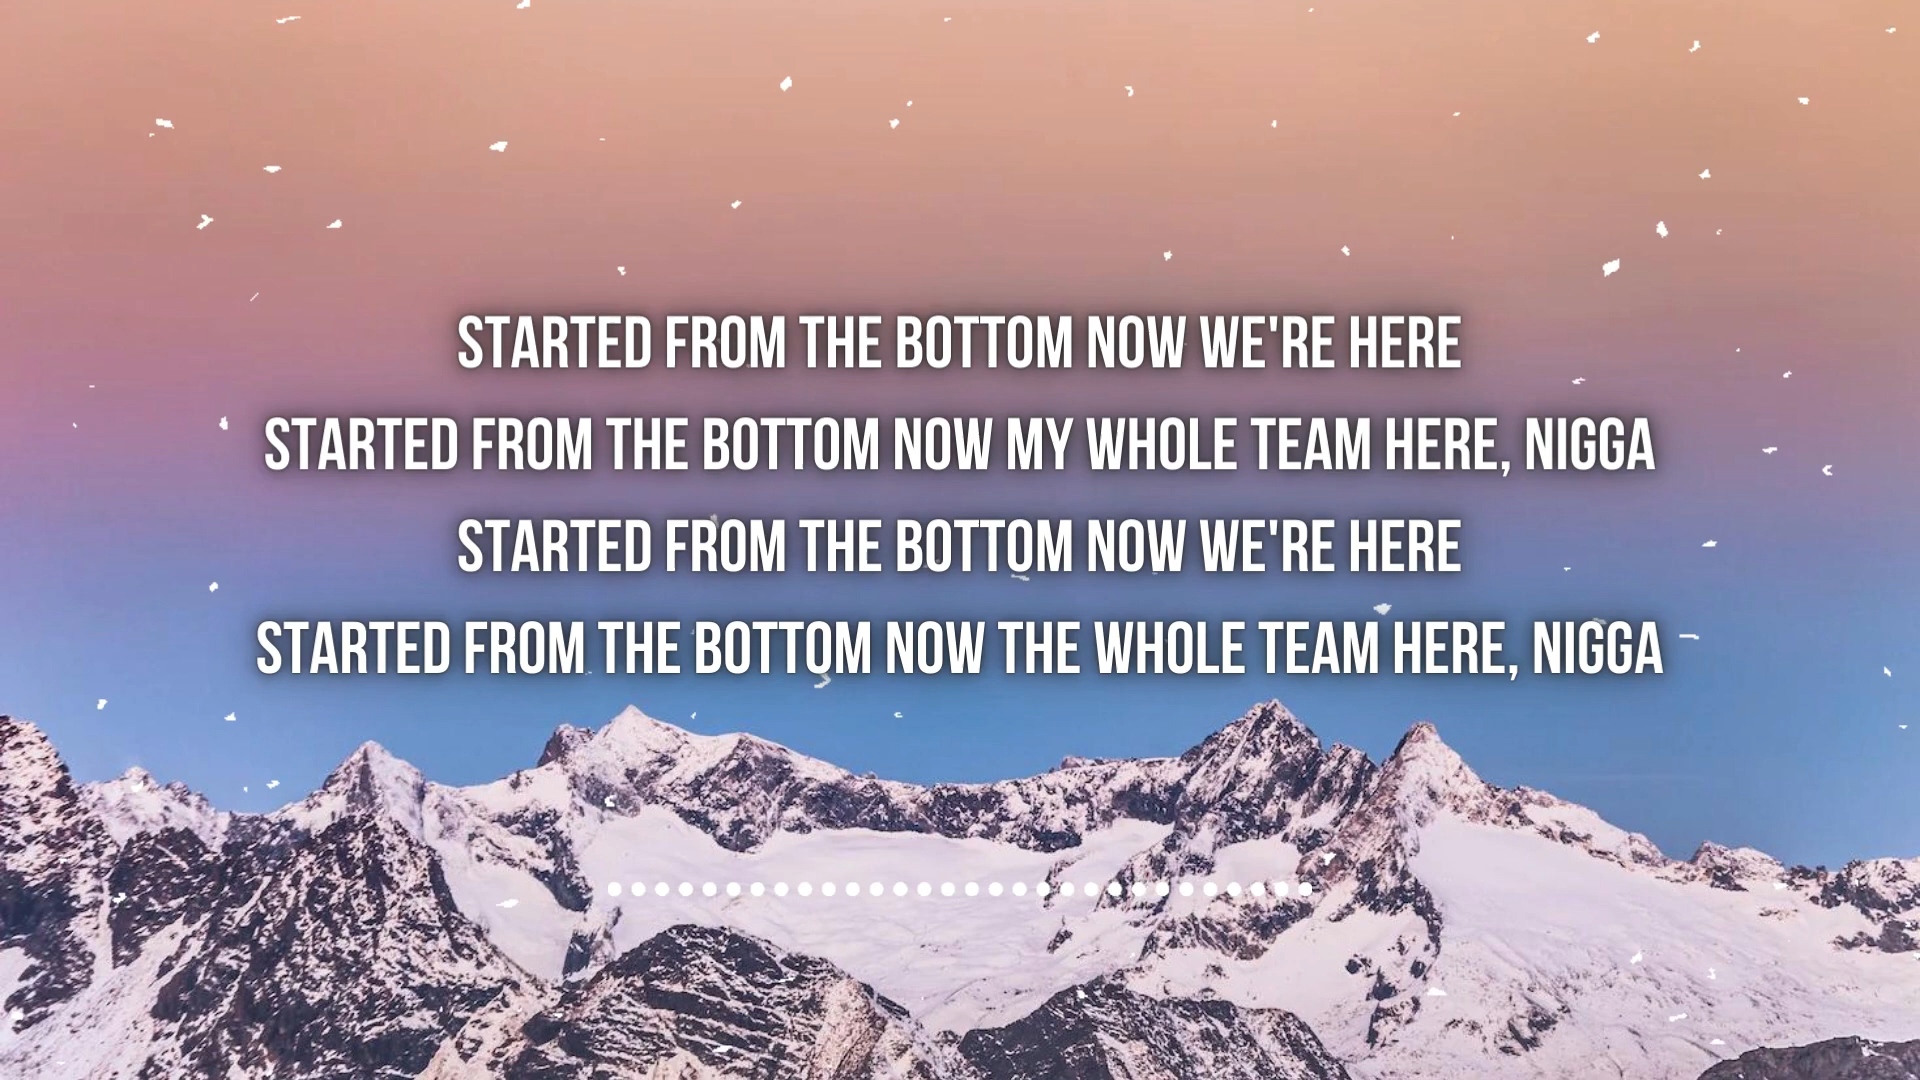 STARTED FROM THE BOTTOM NOW WE'RE HERE
STARTED FROM THE BOTTOM NOW MY WHOLE TEAM HERE, NIGGA
STARTED FROM THE BOTTOM NOW WE'RE HERE
STARTED FROM THE BOTTOM NOW THE WHOLE TEAM HERE, NIGGA